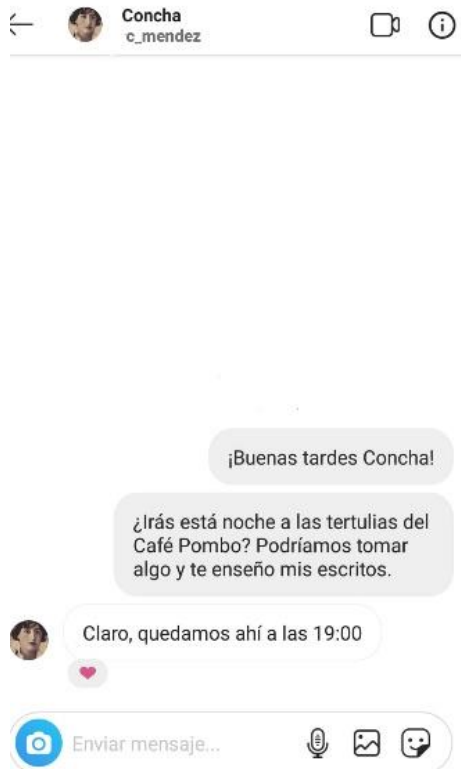 Concha
c_mendez
¡Buenas tardes Concha!
¿Irás está noche a las tertulias del
Café Pombo? Podríamos tomar
algo y te enseño mis escritos.
Claro, quedamos ahí a las 19:00
Enviar mensaje...